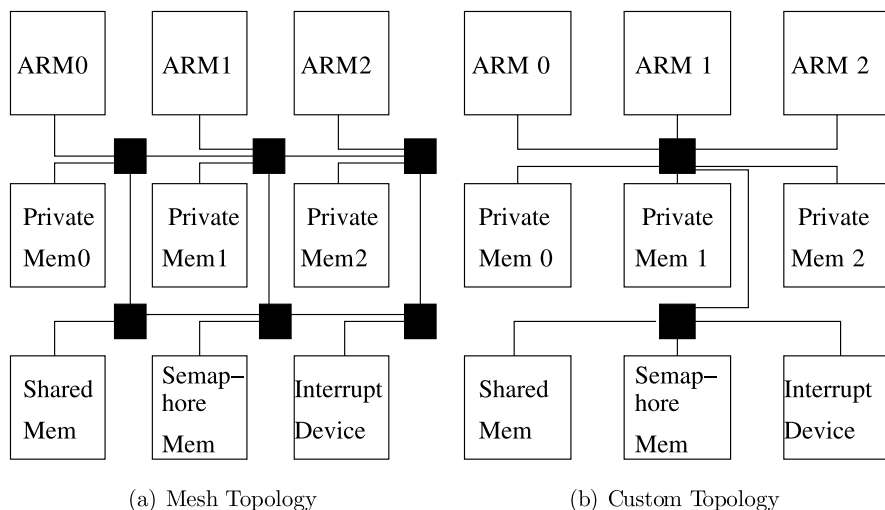 ARM0
ARM1
ARM2
Private
Mem0
Private
Mem1
Private
Mem2
Shared
Mem
Semap-
hore
Mem
Interrupt
Device
(a) Mesh Topology
ARM 0
ARM 1
ARM 2
Private
Mem 0
Private
Mem 1
Private
Mem 2
Shared
Mem
Semap-
hore
Mem
Interrupt
Device
(b) Custom Topology